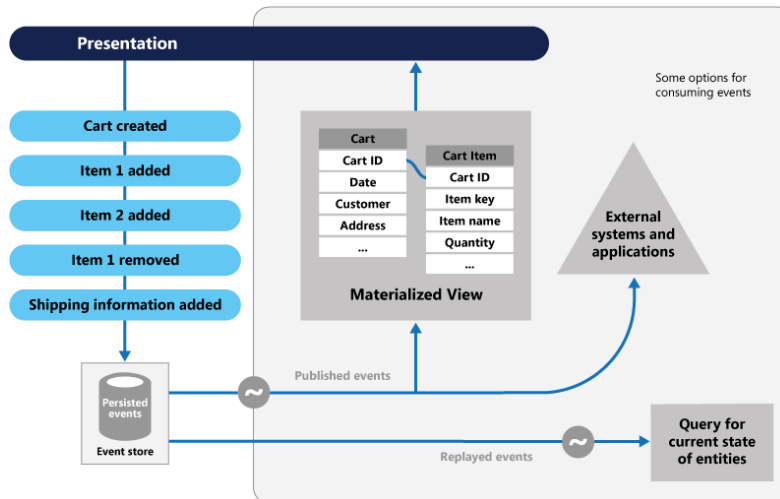 Presentation
Some options for
consuming events
Cart created
Item 1 added
Item 2 added
Item 1 removed
Shipping information added
Cart
Cart ID
Date
Customer
Address
...
Cart Item
Cart ID
Item key
Item name
Quantity
...
Materialized View
External
systems and
applications
Persisted
events
Event store
Published events
~
Replayed events
~
Query for
current state
of entities